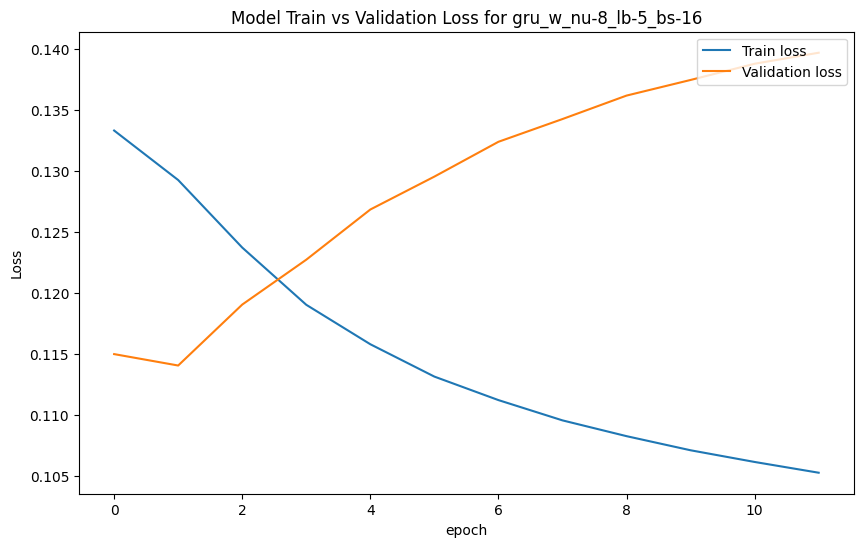 Model Train vs Validation Loss for gru_w_nu-8_lb-5_bs-16
Train loss
Validation loss
0.140
0.135
0.130
0.125
0.120
0.115
0.110
0.105
Loss
0 2 4 6 8 10
epoch